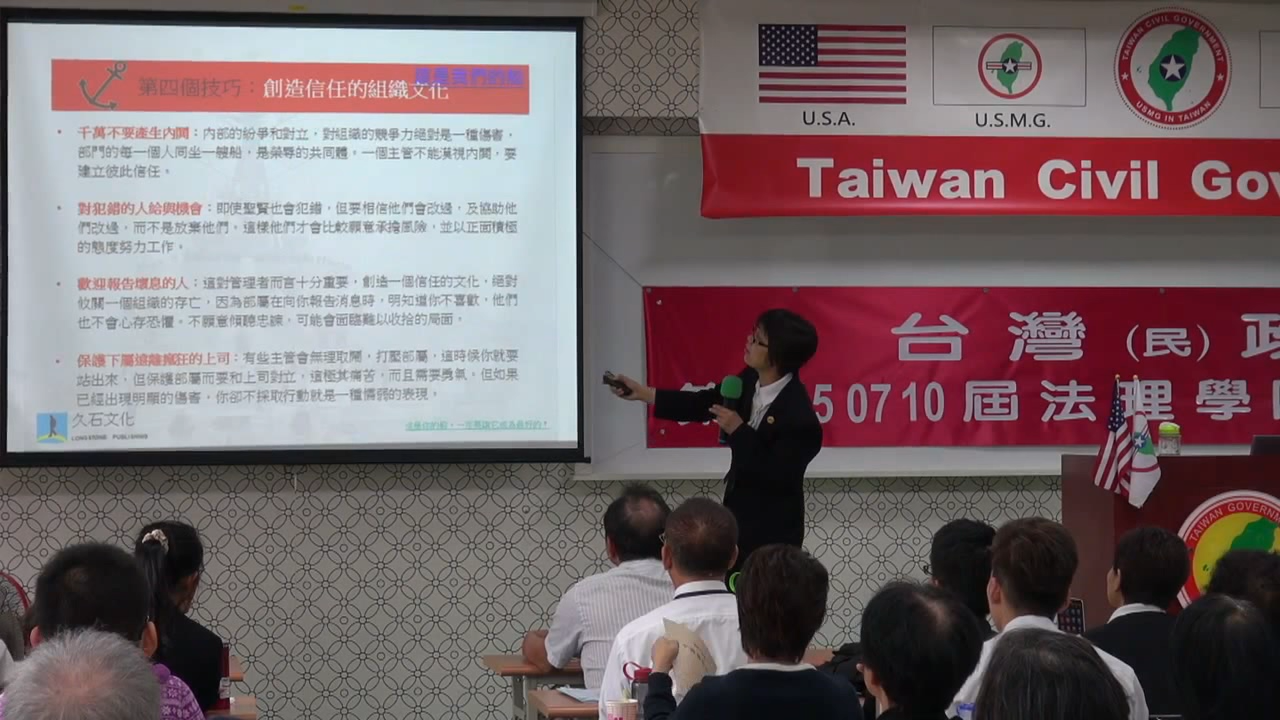 這是我們的船
第四個技巧：創造信任的組織文化
• 千萬不要產生內鬨：內部的紛爭和對立，對組織的競爭力絕對是一種傷害，
部門的每一個人同坐一艘船，是榮辱的共同體。一個主管不能漠視內鬨，要
建立彼此信任。
• 對犯錯的人給與機會：即使聖賢也會犯錯，但要相信他們會改過，及協助他
們改過，而不是放棄他們，這樣他們才會比較願意承擔風險，並以正面積極
的態度努力工作。
• 歡迎報告壞息的人：這對管理者而言十分重要，創造一個信任的文化，絕對
攸關一個組織的存亡，因為部屬在向你報告消息時，明知道你不喜歡，他們
也不會心存恐懼。不願意傾聽忠諫，可能會面臨難以收拾的局面。
• 保護下屬遠離瘋狂的上司：有些主管會無理取鬧，打壓部屬，這時候你就要
站出來，但保護部屬而要和上司對立，這極其痛苦，而且需要勇氣。但如果
已經出現明顯的傷害，你卻不採取行動就是一種懦弱的表現，
久石文化
LONGSTONE PUBLISHING
U.S.A.
U.S.M.G.
TAIWAN CIVIL GOVERNMENT
USMG IN TAIWAN
Taiwan Civil Gov
台灣（民）政
5 0710 屆法理學
TAIWAN GOVERNMENT